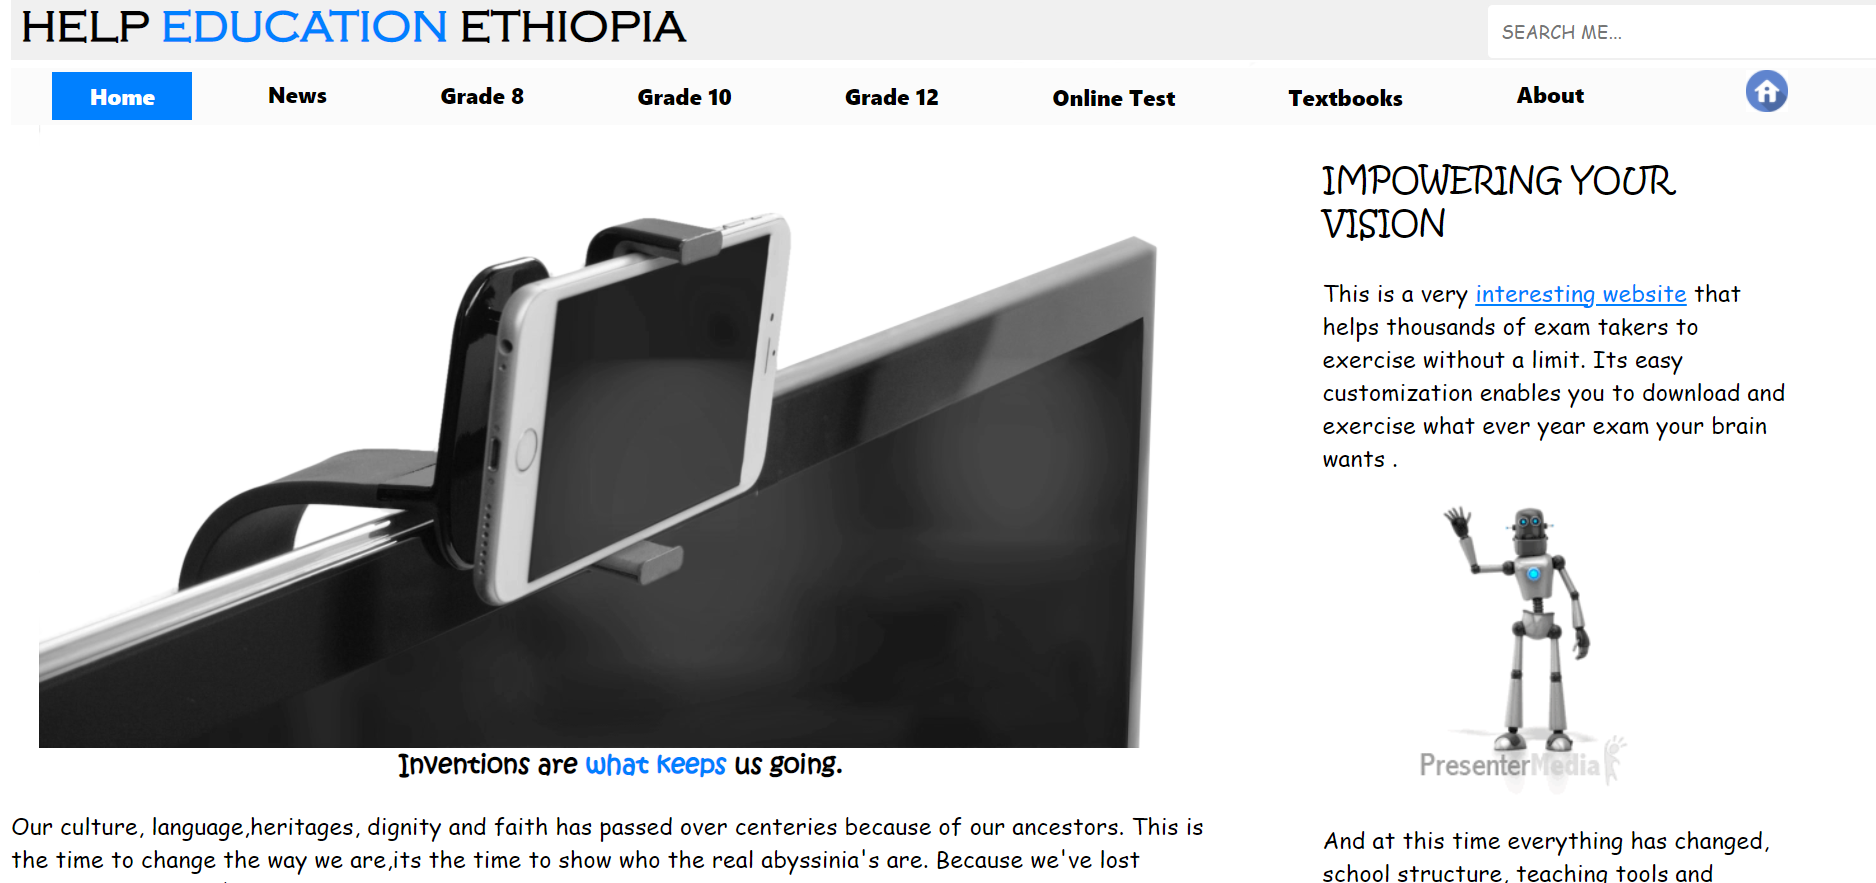 HELP EDUCATION ETHIOPIA
SEARCH ME...
Home News Grade 8 Grade 10 Grade 12 Online Test Textbooks About
Inventions are what keeps us going.
Our culture, language,heritages, dignity and faith has passed over centeries because of our ancestors. This is
the time to change the way we are,its the time to show who the real abyssinia's are. Because we've lost
IMPOWERING YOUR
VISION
This is a very interesting website that
helps thousands of exam takers to
exercise without a limit. Its easy
customization enables you to download and
exercise what ever year exam your brain
wants .
PresenterMedia
And at this time everything has changed,
school structure, teaching tools and